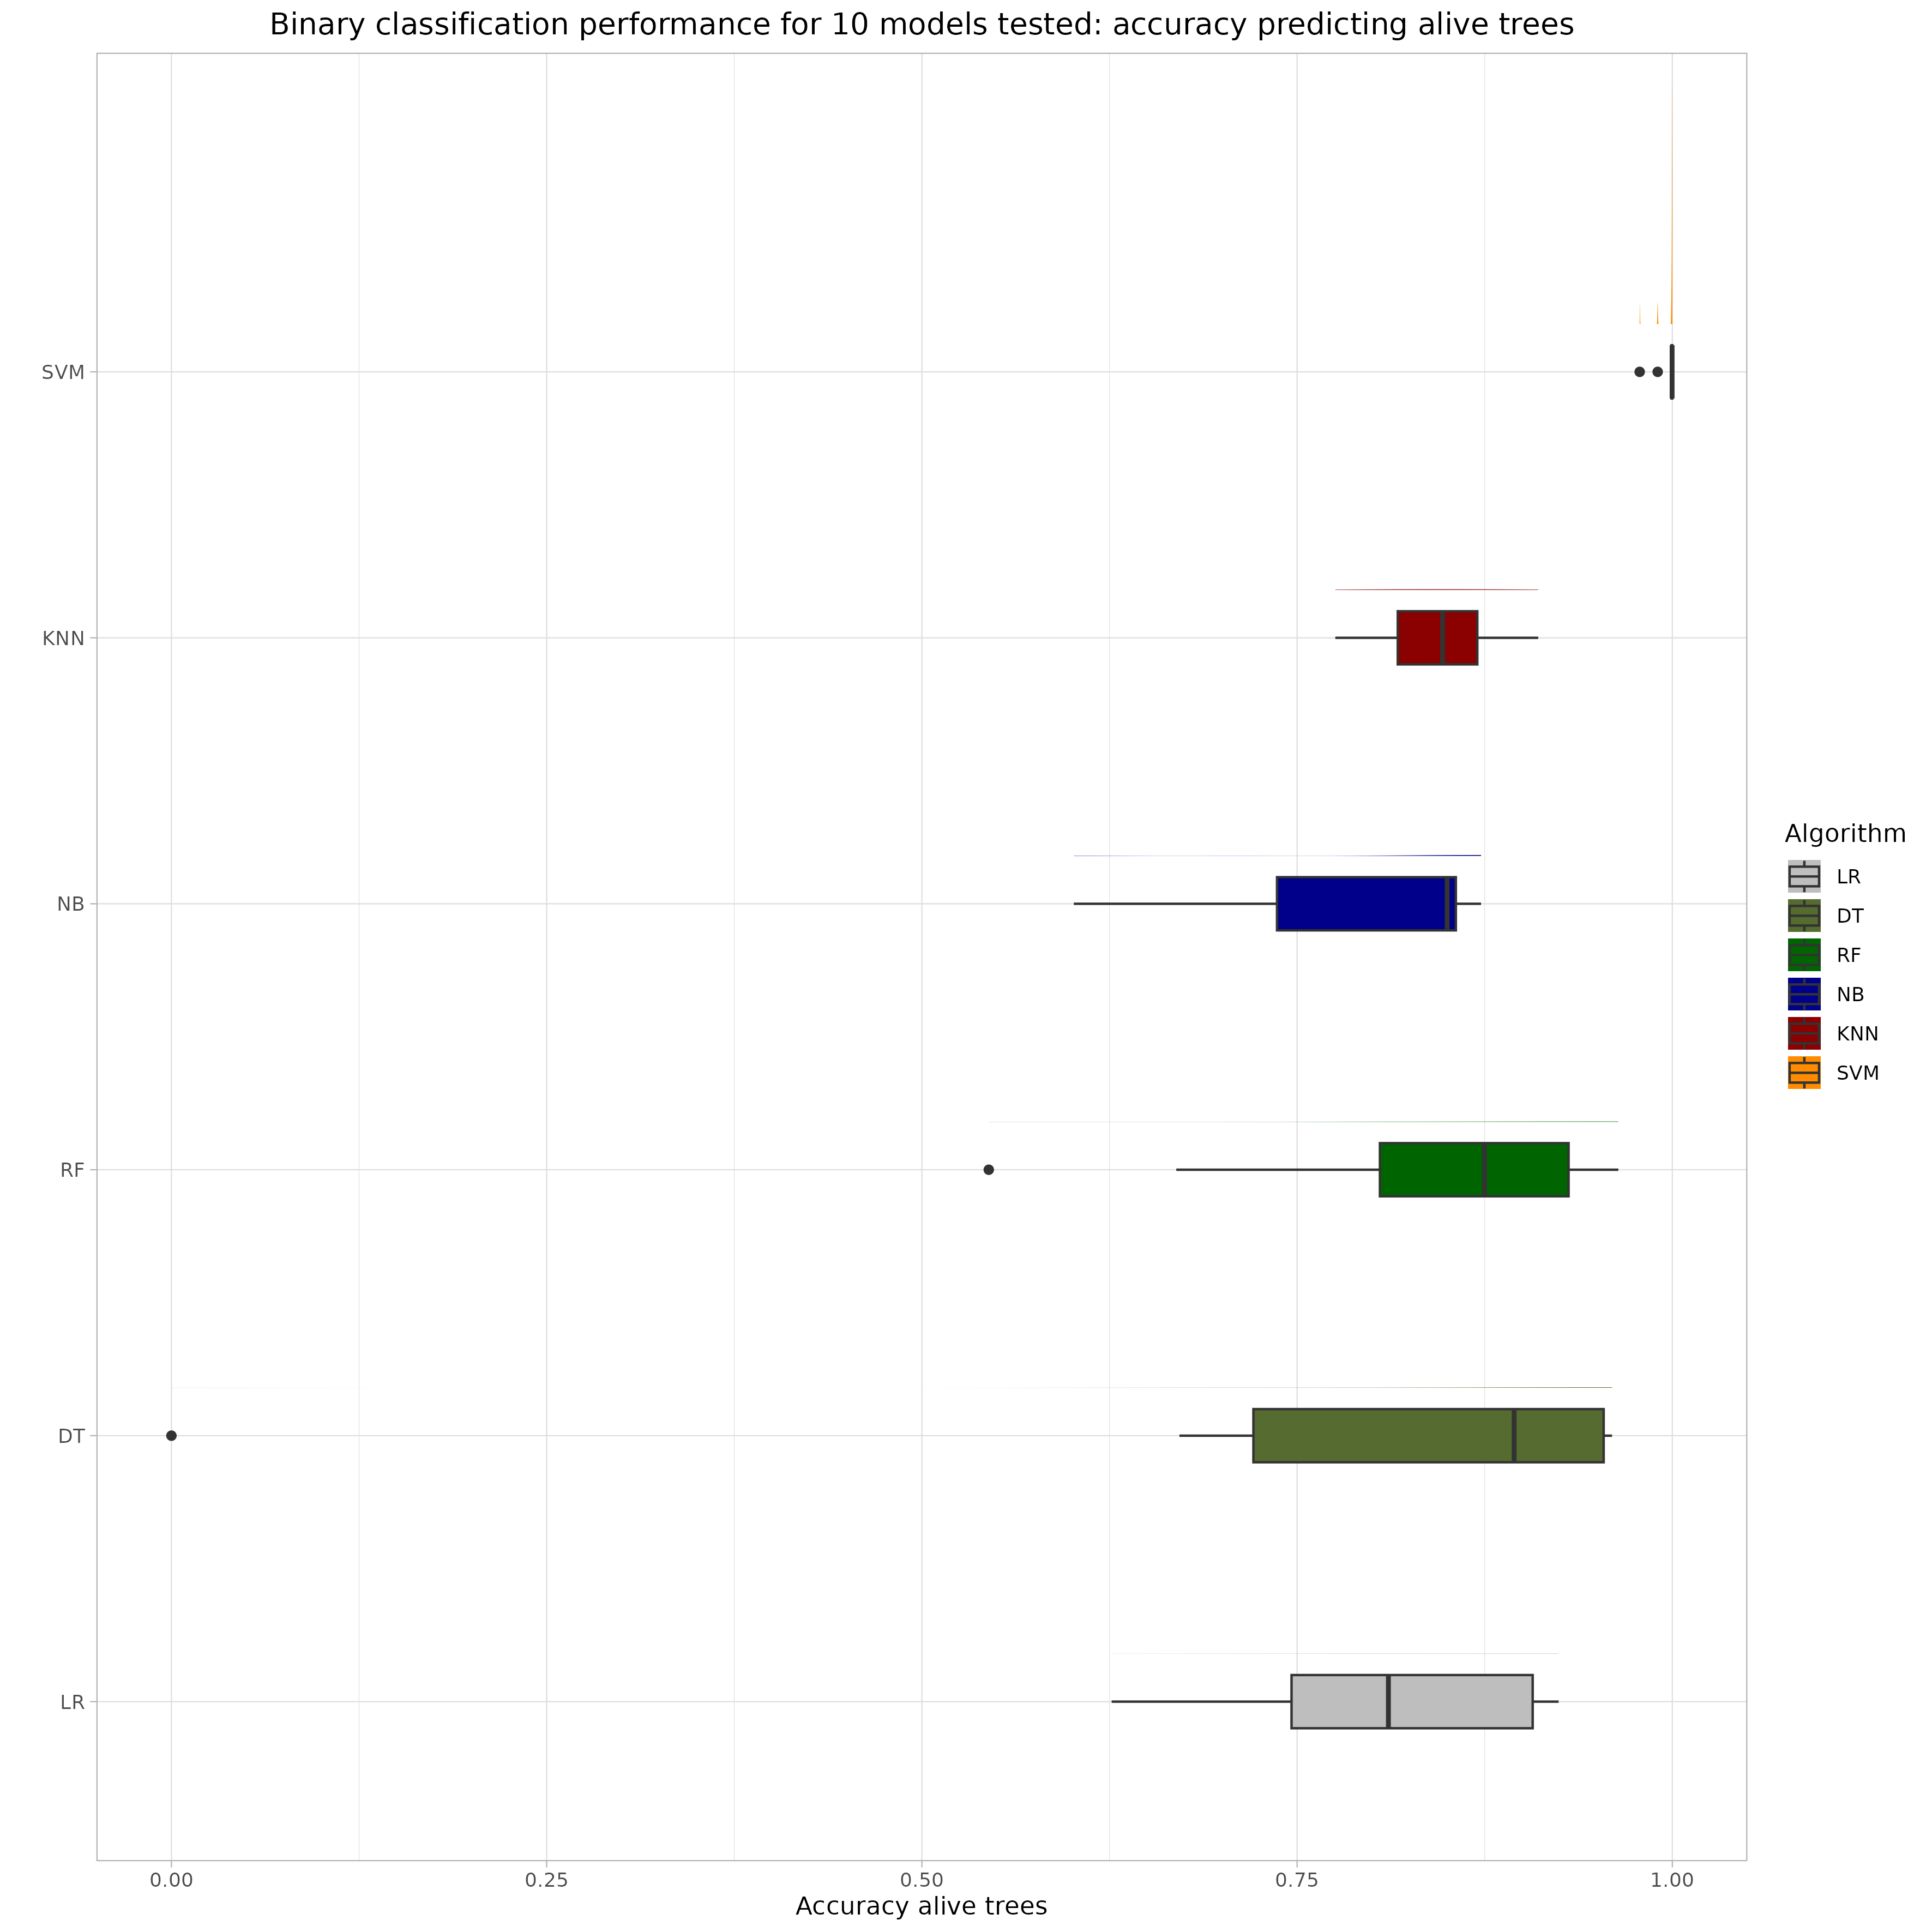 Binary classification performance for 10 models tested: accuracy predicting alive trees
SVM
KNN
NB
RF
DT
LR
0.00 0.25 0.50 0.75 1.00
Accuracy alive trees
Algorithm
LR
DT
RF
NB
KNN
SVM